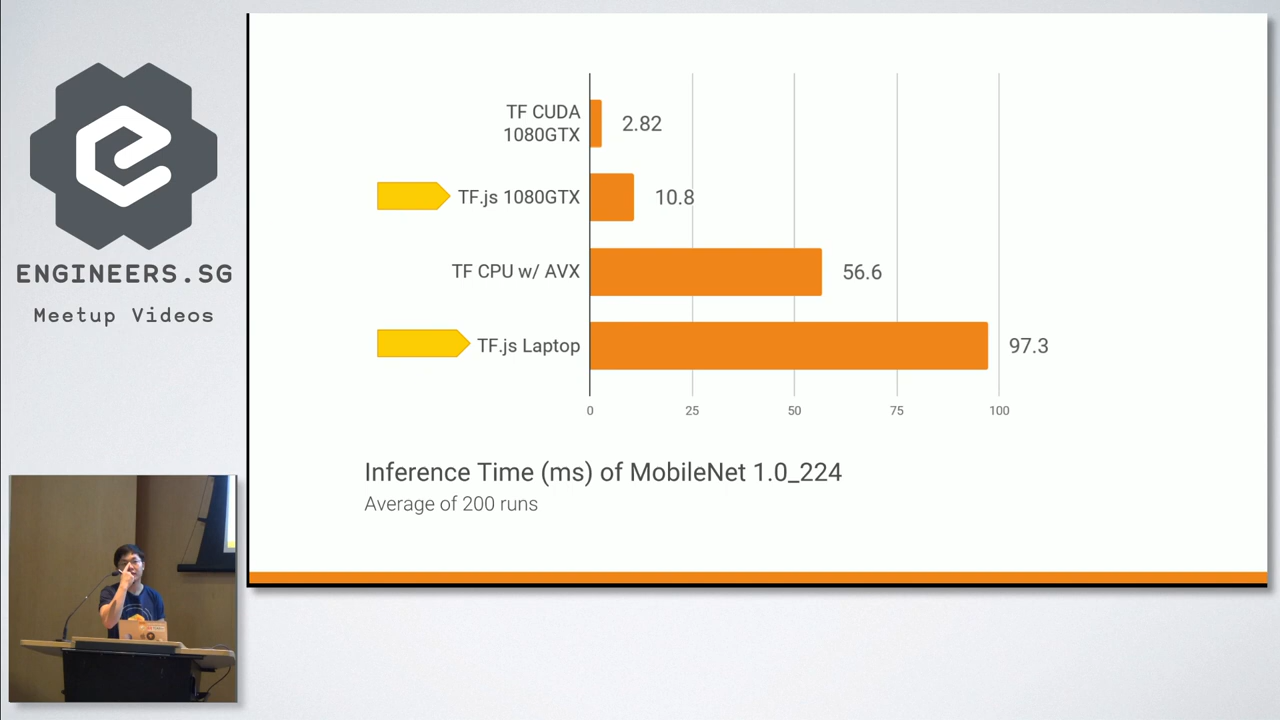 ENGINEERS.SG
Meetup Videos
TF CUDA
1080GTX
2.82
TF.js 1080GTX
10.8
TF CPU w/ AVX
56.6
TF.js Laptop
97.3
0 25 50 75 100
Inference Time (ms) of MobileNet 1.0_224
Average of 200 runs